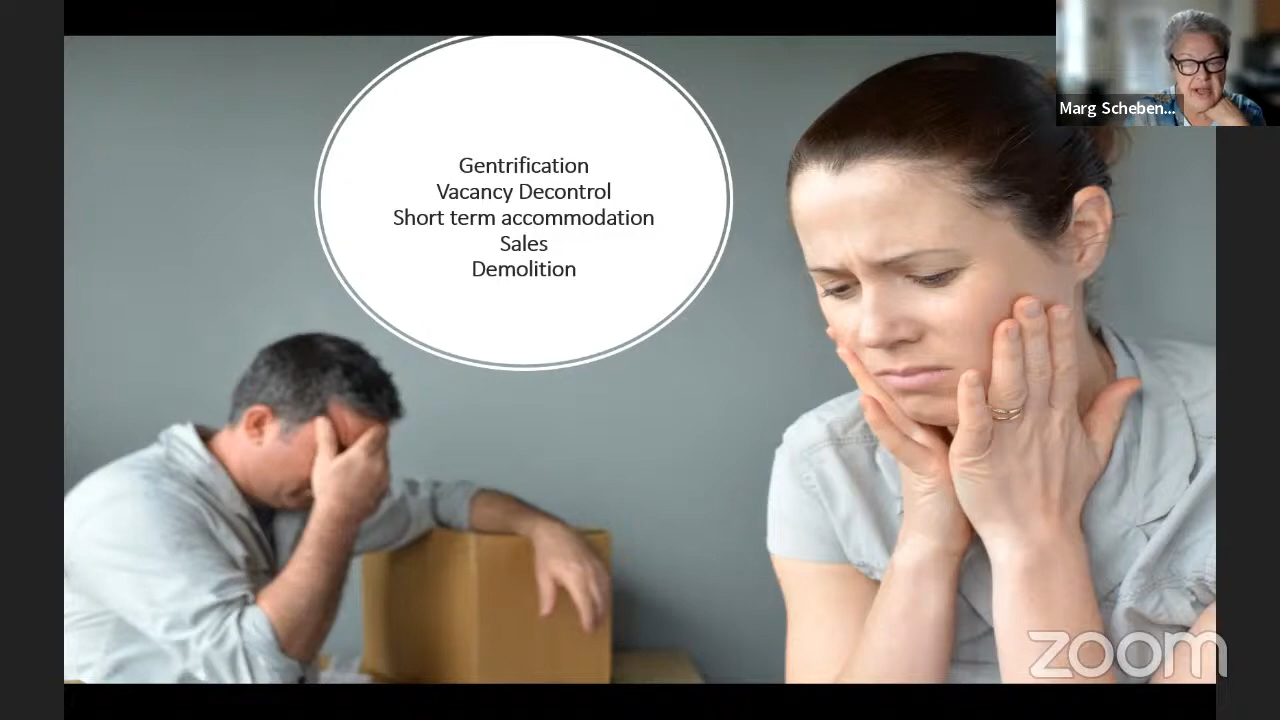 Marg Scheben...
Gentrification
Vacancy Decontrol
Short term accommodation
Sales
Demolition
zoom